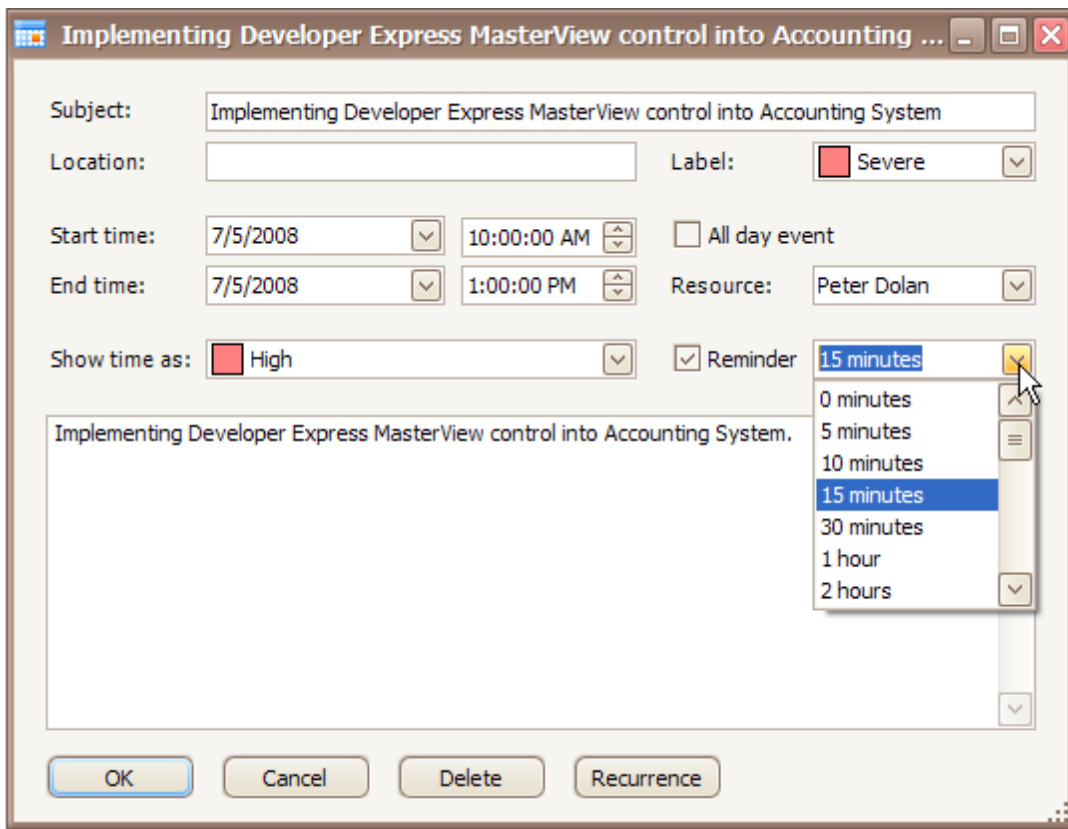 Implementing Developer Express MasterView control into Accounting ...
Subject: Implementing Developer Express MasterView control into Accounting System
Location: Label: Severe
Start time: 7/5/2008 10:00:00 AM All day event
End time: 7/5/2008 1:00:00 PM Resource: Peter Dolan
Show time as: High Reminder 15 minutes
0 minutes
5 minutes
10 minutes
15 minutes
30 minutes
1 hour
2 hours
Implementing Developer Express MasterView control into Accounting System.
OK Cancel Delete Recurrence